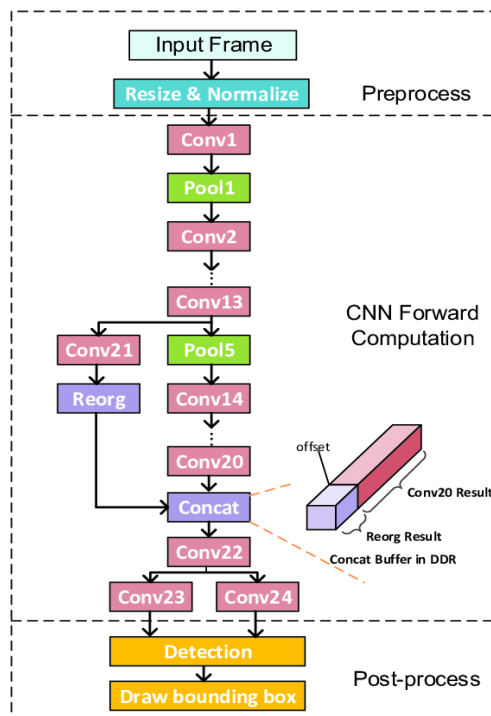 Input Frame
Resize & Normalize
Preprocess
Conv1
Pool1
Conv2
Conv13
CNN Forward
Computation
Conv21
Pool5
Reorg
Conv14
offset
Conv20
Conv20 Result
Concat
Reorg Result
Concat Buffer in DDR
Conv22
Conv23
Conv24
Detection
Post-process
Draw bounding box